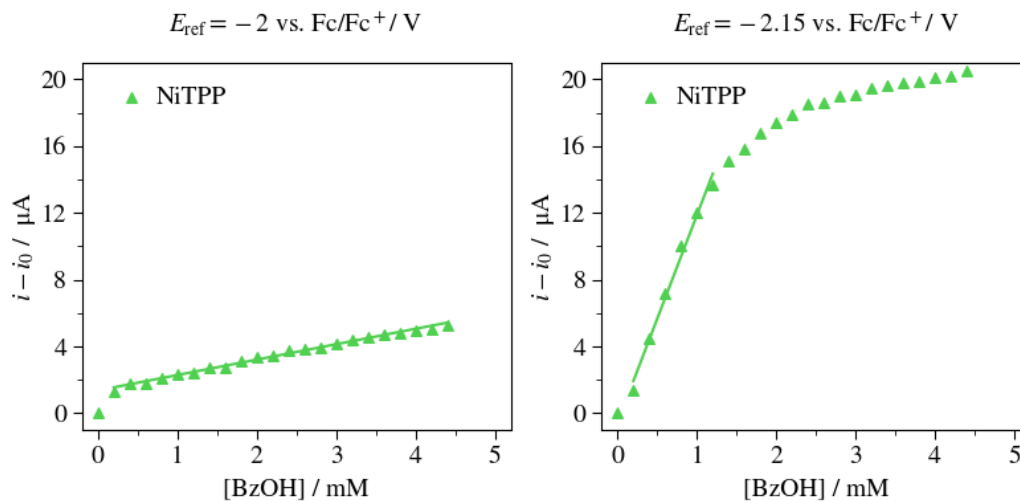 E_ref = −2 vs. Fc/Fc⁺ / V
NiTPP
20
16
12
8
4
0
i − i₀ / μA
0 1 2 3 4 5
[BzOH] / mM
E_ref = −2.15 vs. Fc/Fc⁺ / V
NiTPP
20
16
12
8
4
0
i − i₀ / μA
0 1 2 3 4 5
[BzOH] / mM